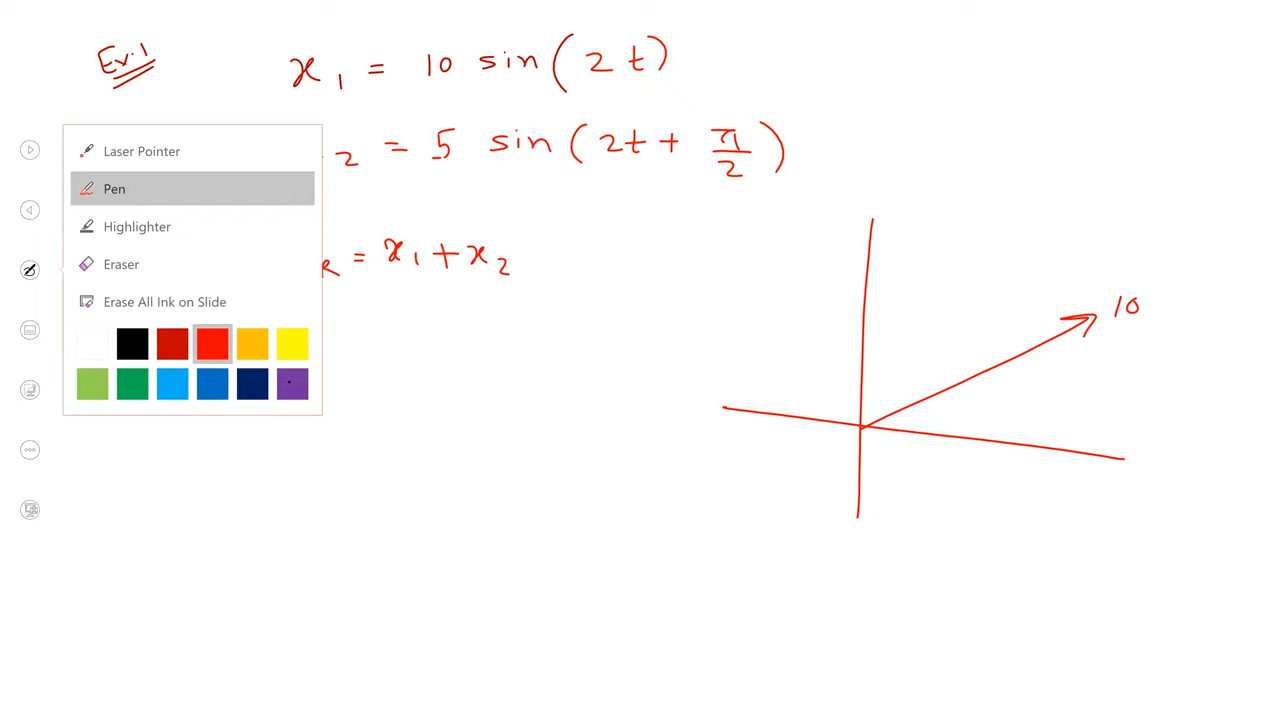 Ex.1
x₁ = 10 sin(2t)
₂ = 5 sin(2t + π/2)
Laser Pointer
Pen
Highlighter
Eraser
Erase All Ink on Slide
R = x₁ + x₂
10